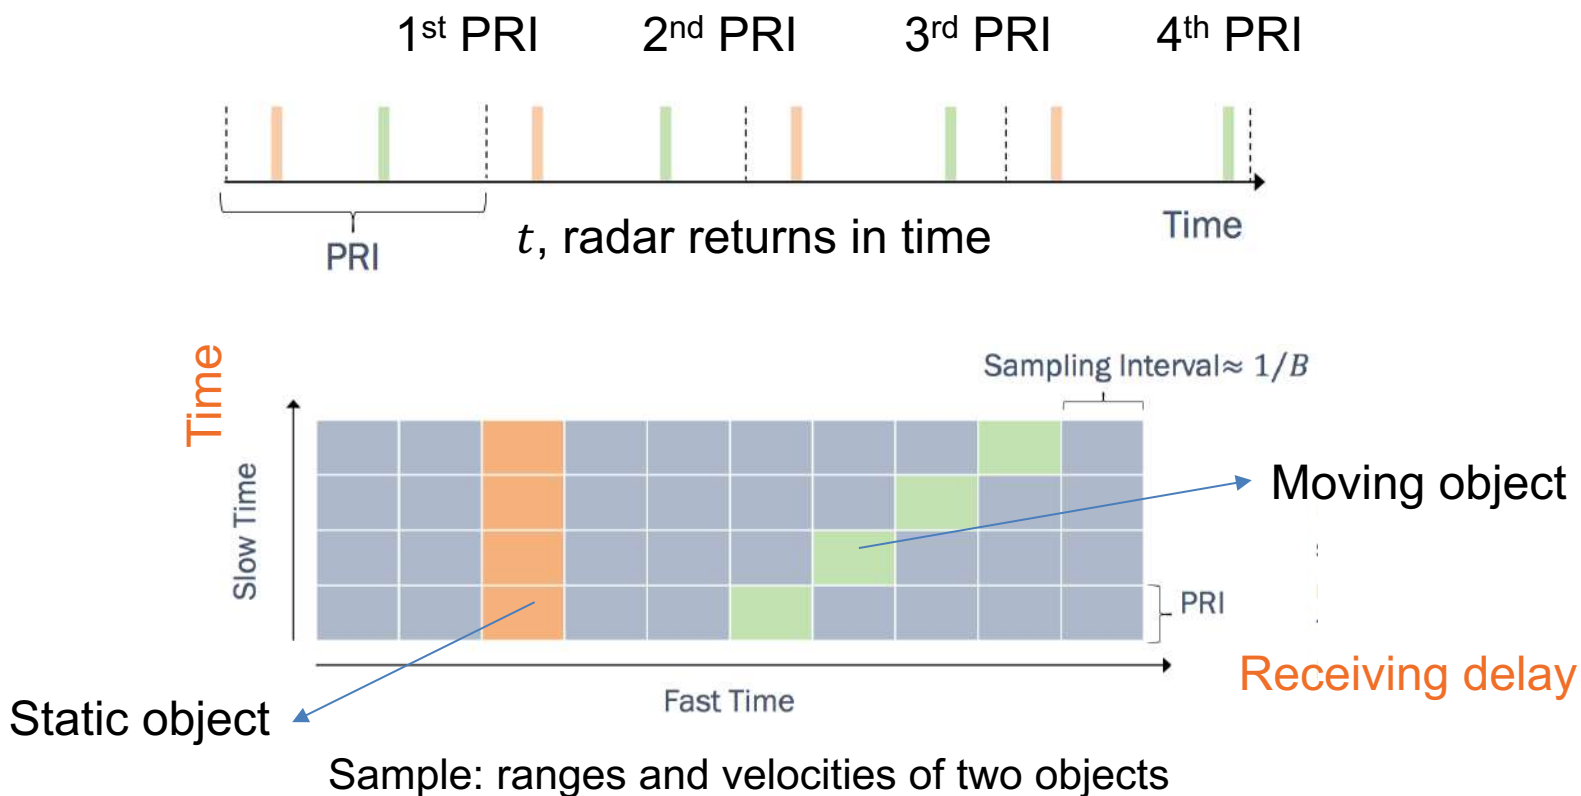 1st PRI 2nd PRI 3rd PRI 4th PRI
PRI
t, radar returns in time
Time
Time
Sampling Interval≈ 1/B
Slow Time
Moving object
PRI
Receiving delay
Fast Time
Static object
Sample: ranges and velocities of two objects